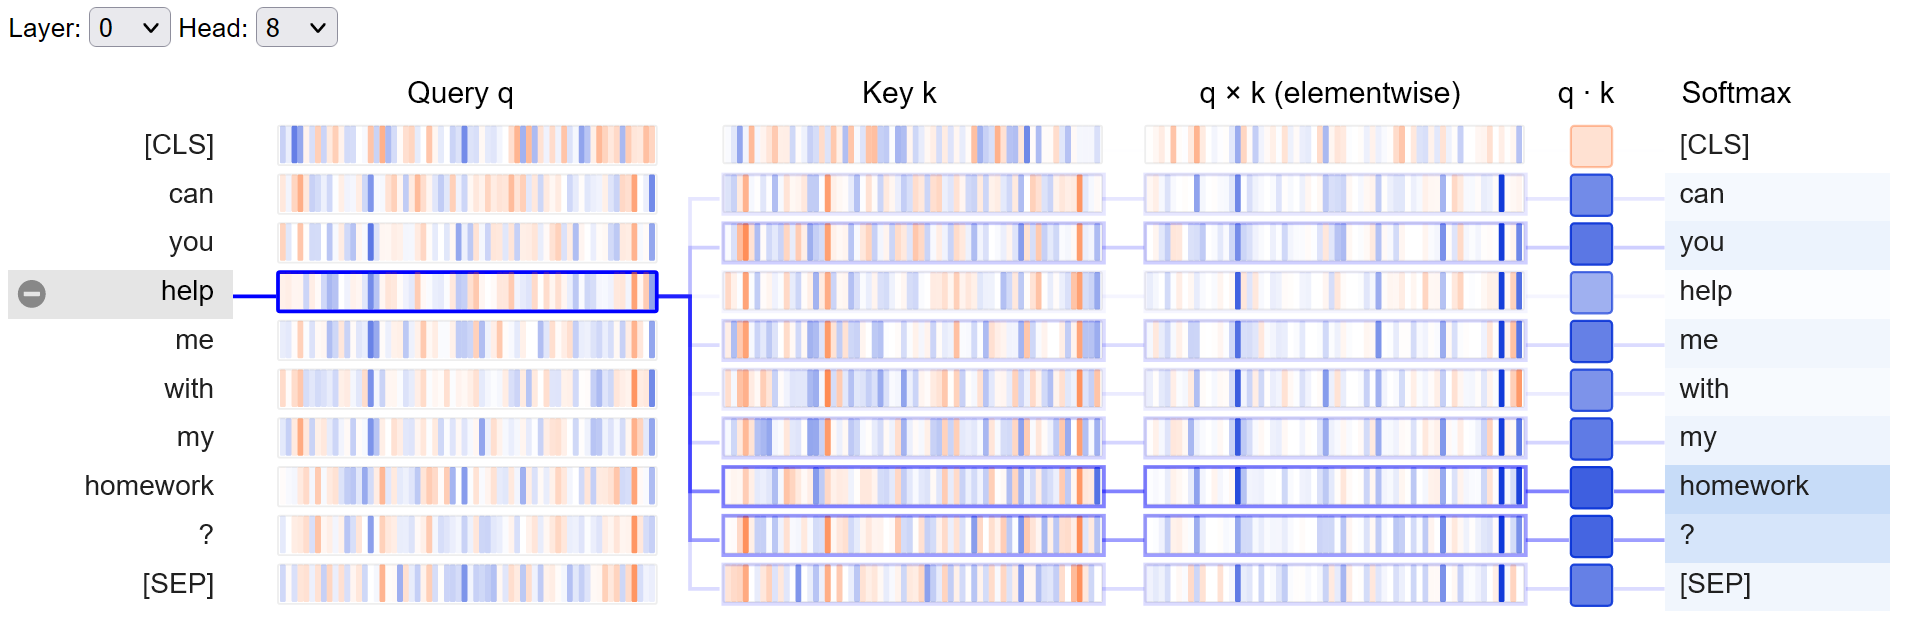 Layer: 0 Head: 8
Query q Key k q × k (elementwise) q · k Softmax
[CLS] [CLS]
can can
you you
help help
me me
with with
my my
homework homework
? ?
[SEP] [SEP]